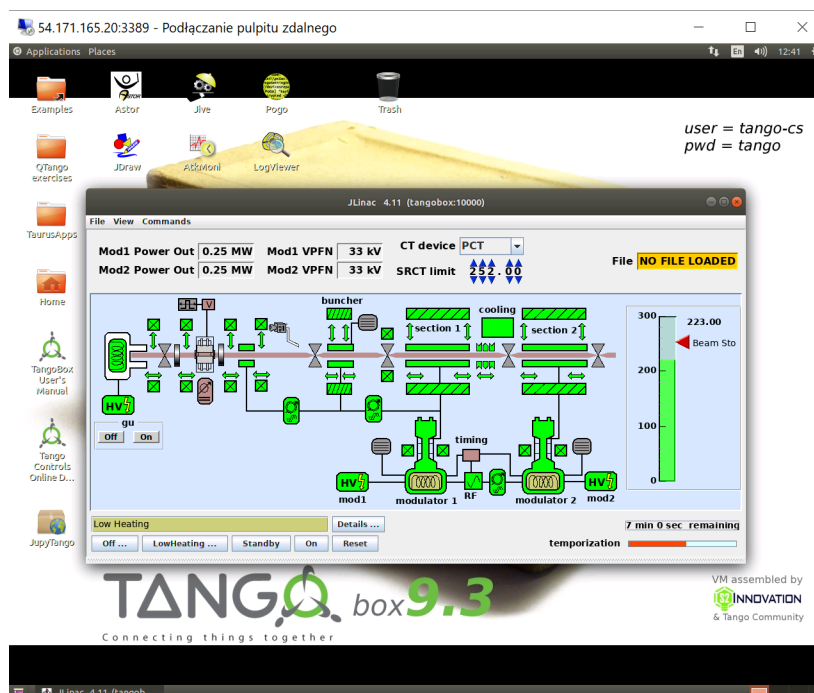 54.171.165.20:3389 - Podłączanie pulpitu zdalnego
Applications Places
En 12:41
Examples Astor Jive Pogo Trash
user = tango-cs
pwd = tango
QTango exercises
JDraw AtkMoni LogViewer
TaurusApps
Home
TangoBox User's Manual
Tango Controls Online D...
JupyTango
JLinac 4.11 (tangobox:10000)
File View Commands
Mod1 Power Out 0.25 MW Mod1 VPFN 33 kV CT device PCT
Mod2 Power Out 0.25 MW Mod2 VPFN 33 kV SRCT limit 252.00
File NO FILE LOADED
buncher
cooling
section 1 section 2
V
HV
gu
Off On
timing
HV HV
mod1 modulator 1 RF modulator 2 mod2
300
223.00
Beam Sto
200
100
0
Low Heating Details ...
7 min 0 sec remaining
Off ... LowHeating ... Standby On Reset
temporization
TANGO box 9.3
Connecting things together
VM assembled by
INNOVATION
& Tango Community
JLinac 4.11 (tangob...